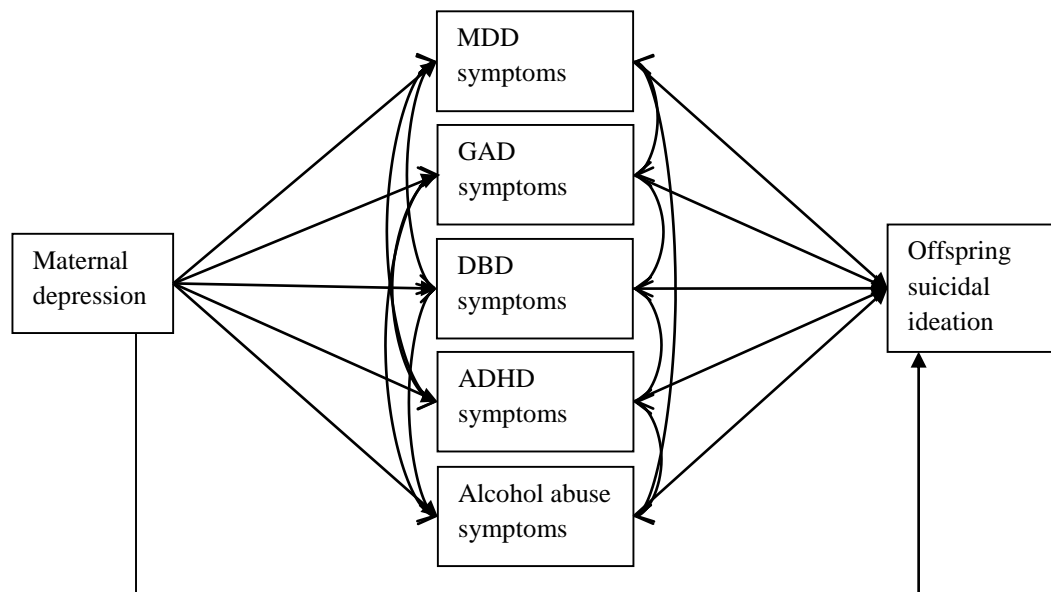 MDD
symptoms
GAD
symptoms
Maternal
depression
DBD
symptoms
Offspring
suicidal
ideation
ADHD
symptoms
Alcohol abuse
symptoms